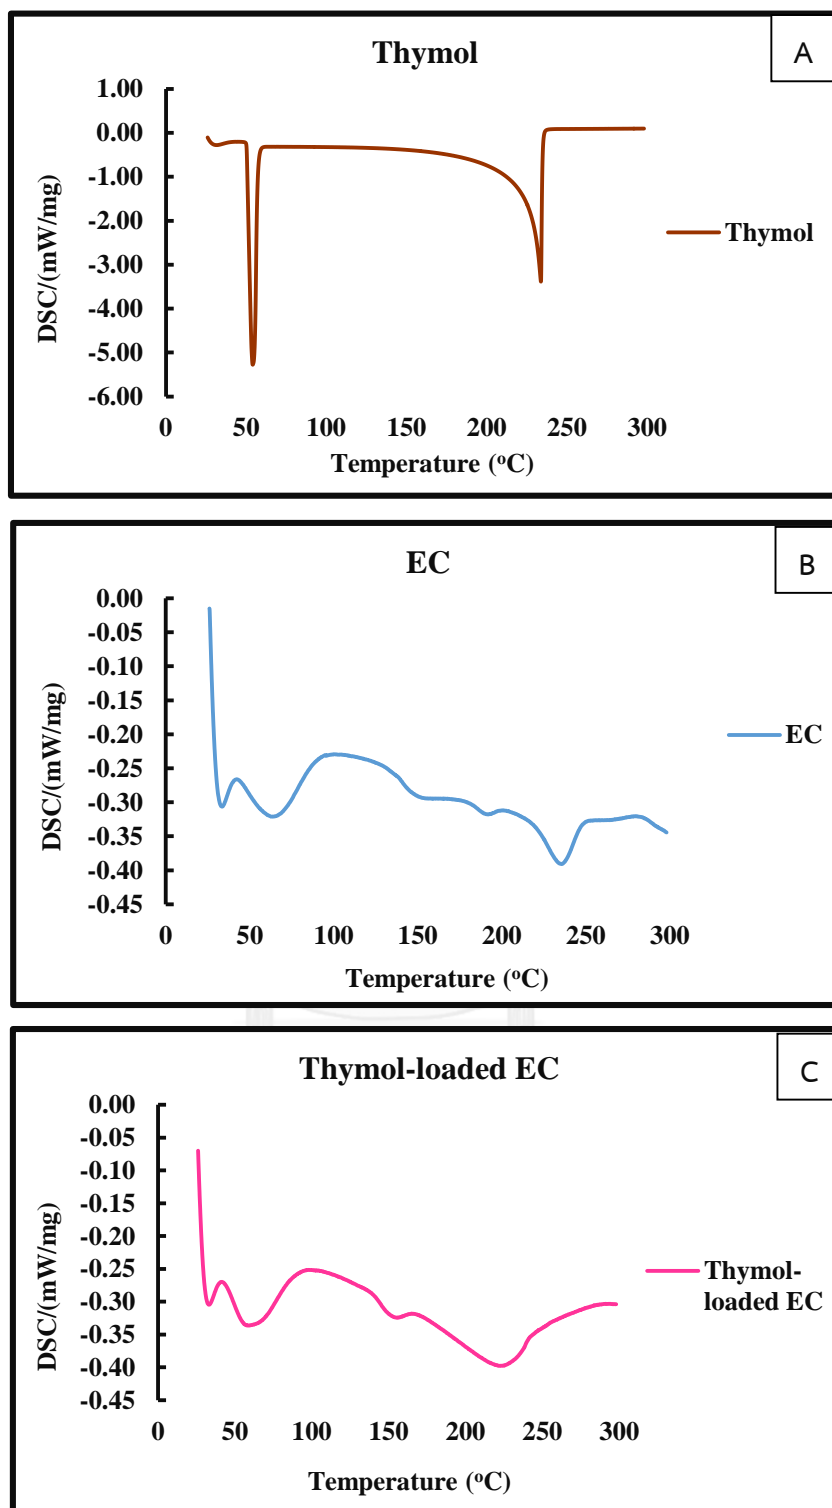 Thymol
A
1.00
0.00
-1.00
-2.00
-3.00
-4.00
-5.00
-6.00
DSC/(mW/mg)
0 50 100 150 200 250 300
Temperature (°C)
Thymol
EC
B
0.00
-0.05
-0.10
-0.15
-0.20
-0.25
-0.30
-0.35
-0.40
-0.45
DSC/(mW/mg)
0 50 100 150 200 250 300
Temperature (°C)
EC
Thymol-loaded EC
C
0.00
-0.05
-0.10
-0.15
-0.20
-0.25
-0.30
-0.35
-0.40
-0.45
DSC/(mW/mg)
0 50 100 150 200 250 300
Temperature (°C)
Thymol-
loaded EC